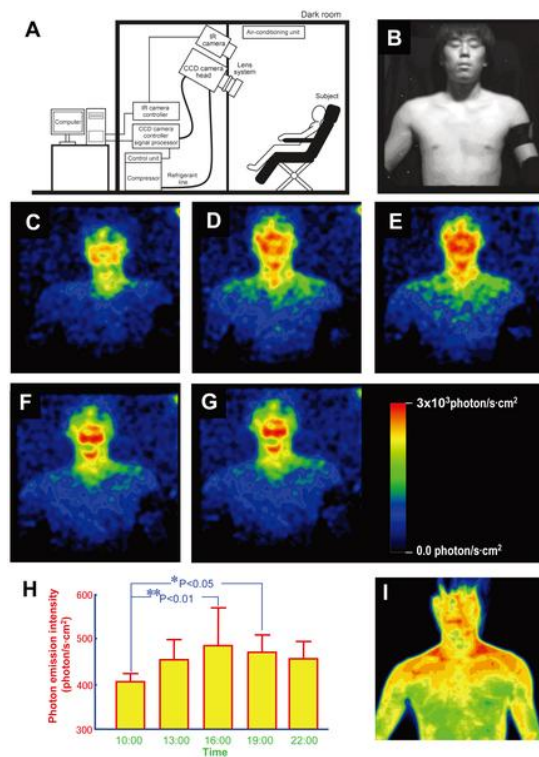 A
Dark room
IR
camera
Air-conditioning unit
CCD camera
head
Lens
system
Subject
Computer
IR camera
controller
CCD camera
controller
signal processor
Control unit
Compressor
Refrigerant
line
B
C
D
E
F
G
3x10³photon/s·cm²
0.0 photon/s·cm²
H
Photon emission intensity
(photon/s·cm²)
600
500
400
300
*P<0.05
**P<0.01
10:00
13:00
16:00
19:00
22:00
Time
I